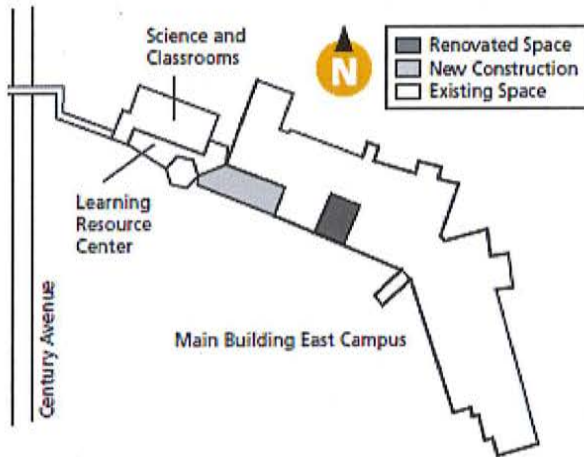 Science and
Classrooms
N
Renovated Space
New Construction
Existing Space
Learning
Resource
Center
Main Building East Campus
Century Avenue